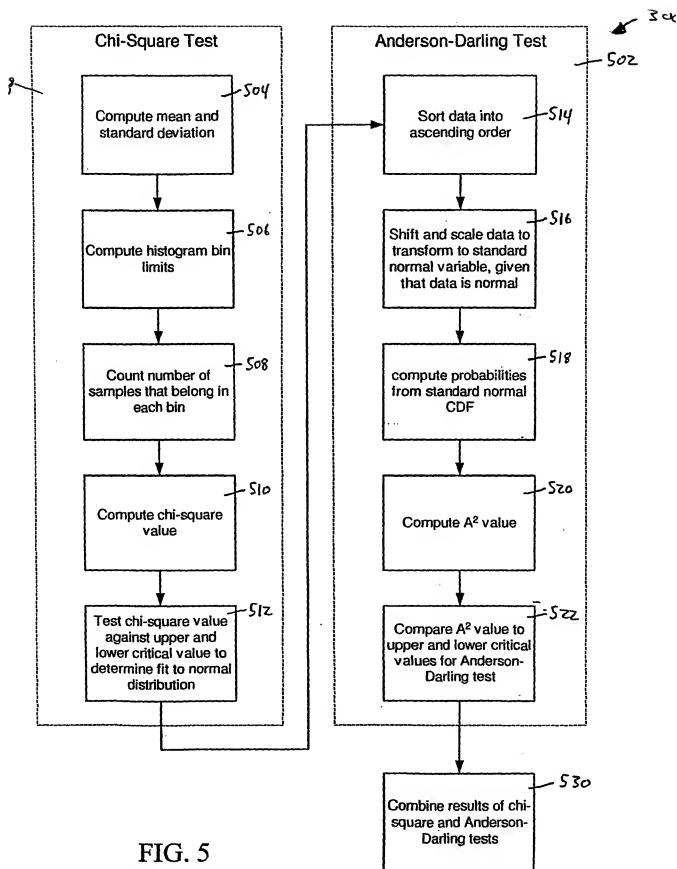 Chi-Square Test
504
Compute mean and
standard deviation
506
Compute histogram bin
limits
508
Count number of
samples that belong in
each bin
510
Compute chi-square
value
512
Test chi-square value
against upper and
lower critical value to
determine fit to normal
distribution
Anderson-Darling Test
502
514
Sort data into
ascending order
516
Shift and scale data to
transform to standard
normal variable, given
that data is normal
518
compute probabilities
from standard normal
CDF
520
Compute A² value
522
Compare A² value to
upper and lower critical
values for Anderson-
Darling test
530
Combine results of chi-
square and Anderson-
Darling tests
FIG. 5